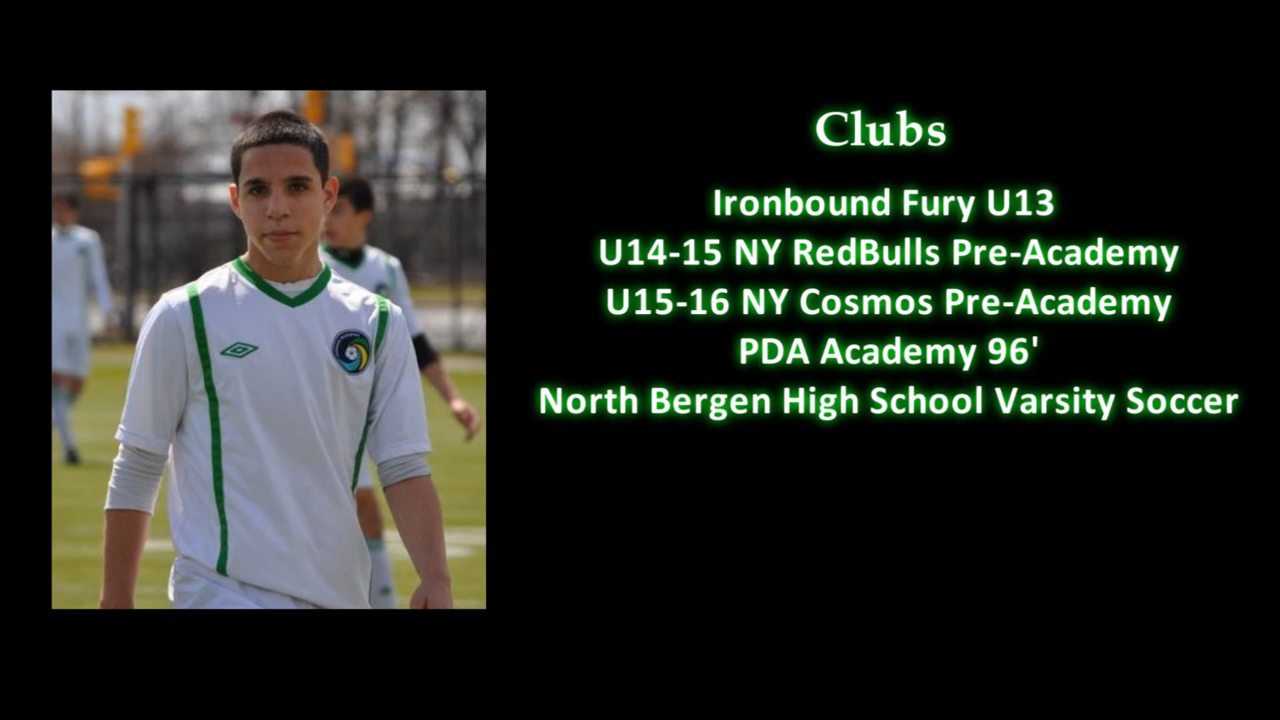 Clubs
Ironbound Fury U13
U14-15 NY RedBulls Pre-Academy
U15-16 NY Cosmos Pre-Academy
PDA Academy 96'
North Bergen High School Varsity Soccer